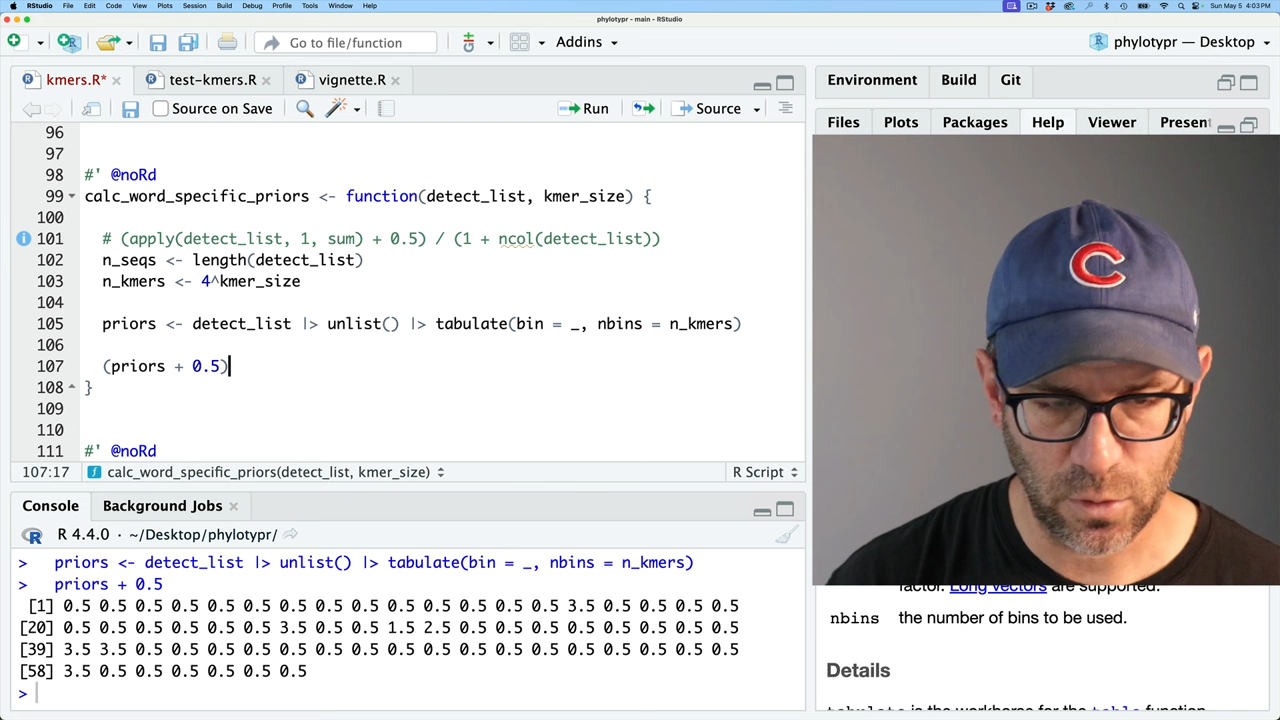 RStudio File Edit Code View Plots Session Build Debug Profile Tools Window Help Sun May 5 4:03 PM
phylotypr - main - RStudio
Go to file/function Addins phylotypr — Desktop
kmers.R* test-kmers.R vignette.R
Source on Save Run Source
96
97
98 #' @noRd
99 calc_word_specific_priors <- function(detect_list, kmer_size) {
100
101 # (apply(detect_list, 1, sum) + 0.5) / (1 + ncol(detect_list))
102 n_seqs <- length(detect_list)
103 n_kmers <- 4^kmer_size
104
105 priors <- detect_list |> unlist() |> tabulate(bin = _, nbins = n_kmers)
106
107 (priors + 0.5)
108 }
109
110
111 #' @noRd
107:17 calc_word_specific_priors(detect_list, kmer_size) R Script
Console Background Jobs
R 4.4.0 · ~/Desktop/phylotypr/
> priors <- detect_list |> unlist() |> tabulate(bin = _, nbins = n_kmers)
> priors + 0.5
[1] 0.5 0.5 0.5 0.5 0.5 0.5 0.5 0.5 0.5 0.5 0.5 0.5 0.5 0.5 3.5 0.5 0.5 0.5 0.5
[20] 0.5 0.5 0.5 0.5 0.5 0.5 3.5 0.5 0.5 1.5 2.5 0.5 0.5 0.5 0.5 0.5 0.5 0.5 0.5
[39] 3.5 3.5 0.5 0.5 0.5 0.5 0.5 0.5 0.5 0.5 0.5 0.5 0.5 0.5 0.5 0.5 0.5 0.5 0.5
[58] 3.5 0.5 0.5 0.5 0.5 0.5 0.5
>
Environment Build Git
Files Plots Packages Help Viewer Present
C
factor. Long vectors are supported.
nbins the number of bins to be used.
Details
tabulate is the workhorse for the table function